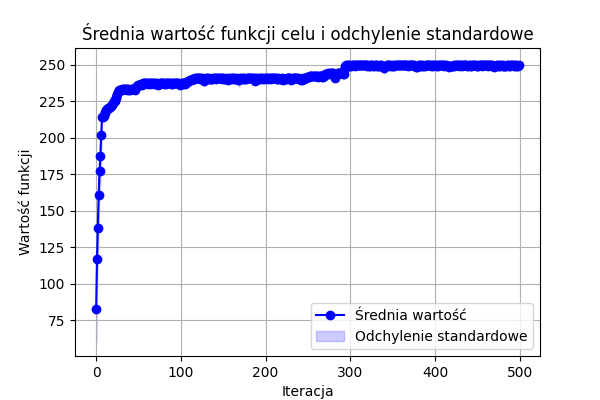 Średnia wartość funkcji celu i odchylenie standardowe
250
225
200
175
150
125
100
75
Wartość funkcji
0
100
200
300
400
500
Iteracja
Średnia wartość
Odchylenie standardowe